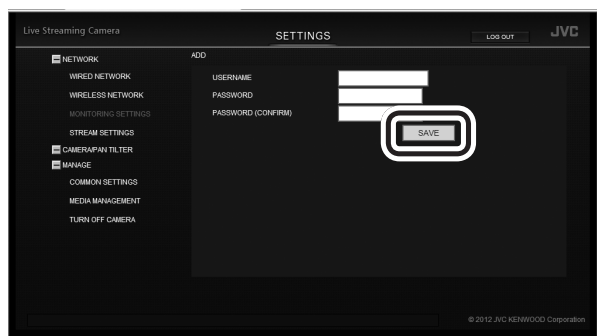 Live Streaming Camera
SETTINGS
LOG OUT
JVC
NETWORK
WIRED NETWORK
WIRELESS NETWORK
MONITORING SETTINGS
STREAM SETTINGS
CAMERA/PAN TILTER
MANAGE
COMMON SETTINGS
MEDIA MANAGEMENT
TURN OFF CAMERA
ADD
USERNAME
PASSWORD
PASSWORD (CONFIRM)
SAVE
© 2012 JVC KENWOOD Corporation